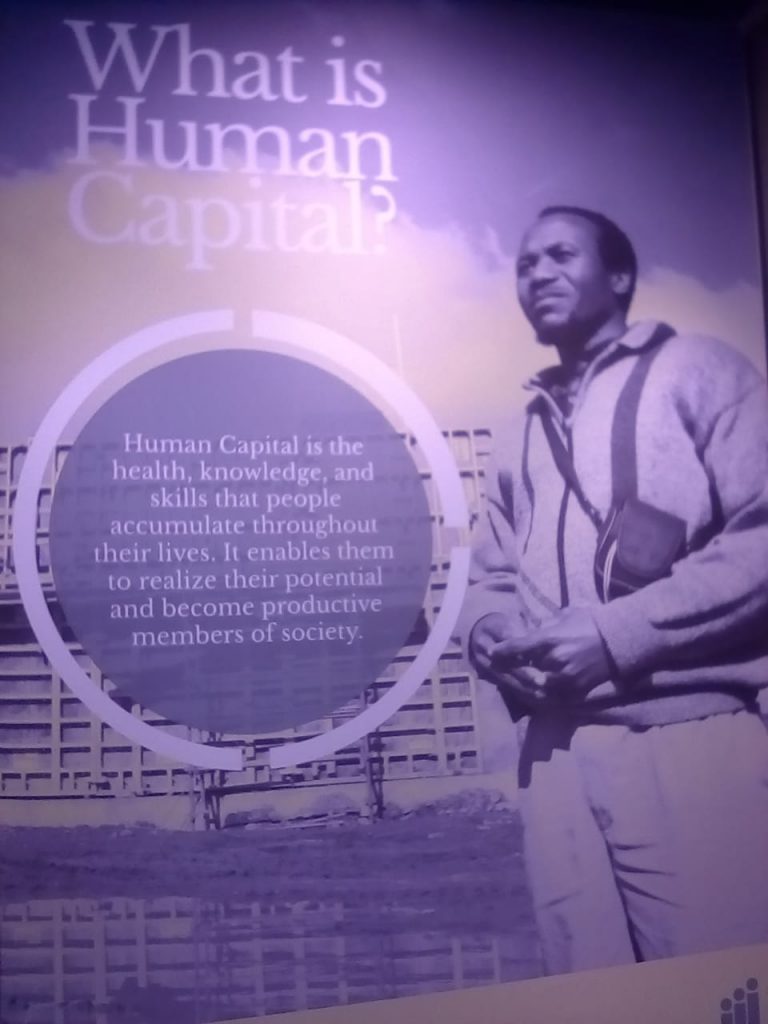 What is
Human
Capital?
Human Capital is the
health, knowledge, and
skills that people
accumulate throughout
their lives. It enables them
to realize their potential
and become productive
members of society.